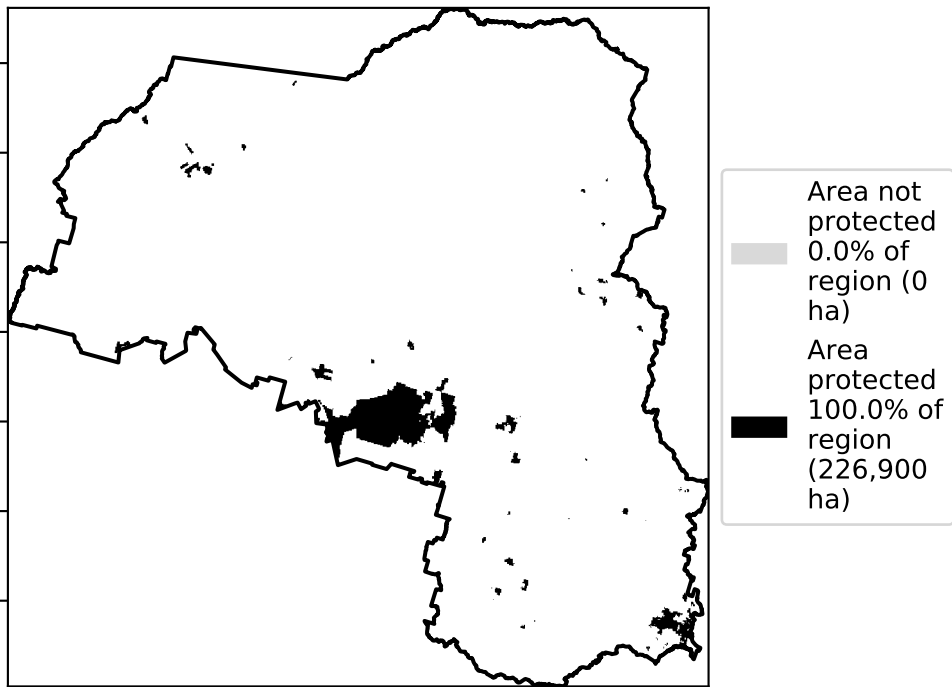 Area not
protected
0.0% of
region (0
ha)
Area
protected
100.0% of
region
(226,900
ha)